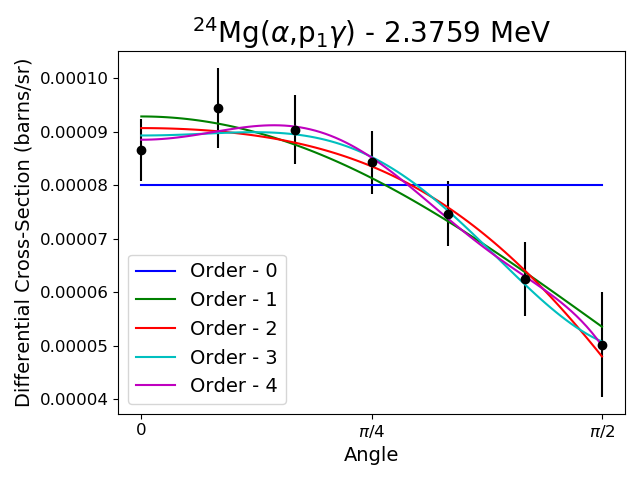 ²⁴Mg(α,p₁γ) - 2.3759 MeV
Differential Cross-Section (barns/sr)
0.00010
0.00009
0.00008
0.00007
0.00006
0.00005
0.00004
Order - 0
Order - 1
Order - 2
Order - 3
Order - 4
0
π/4
π/2
Angle